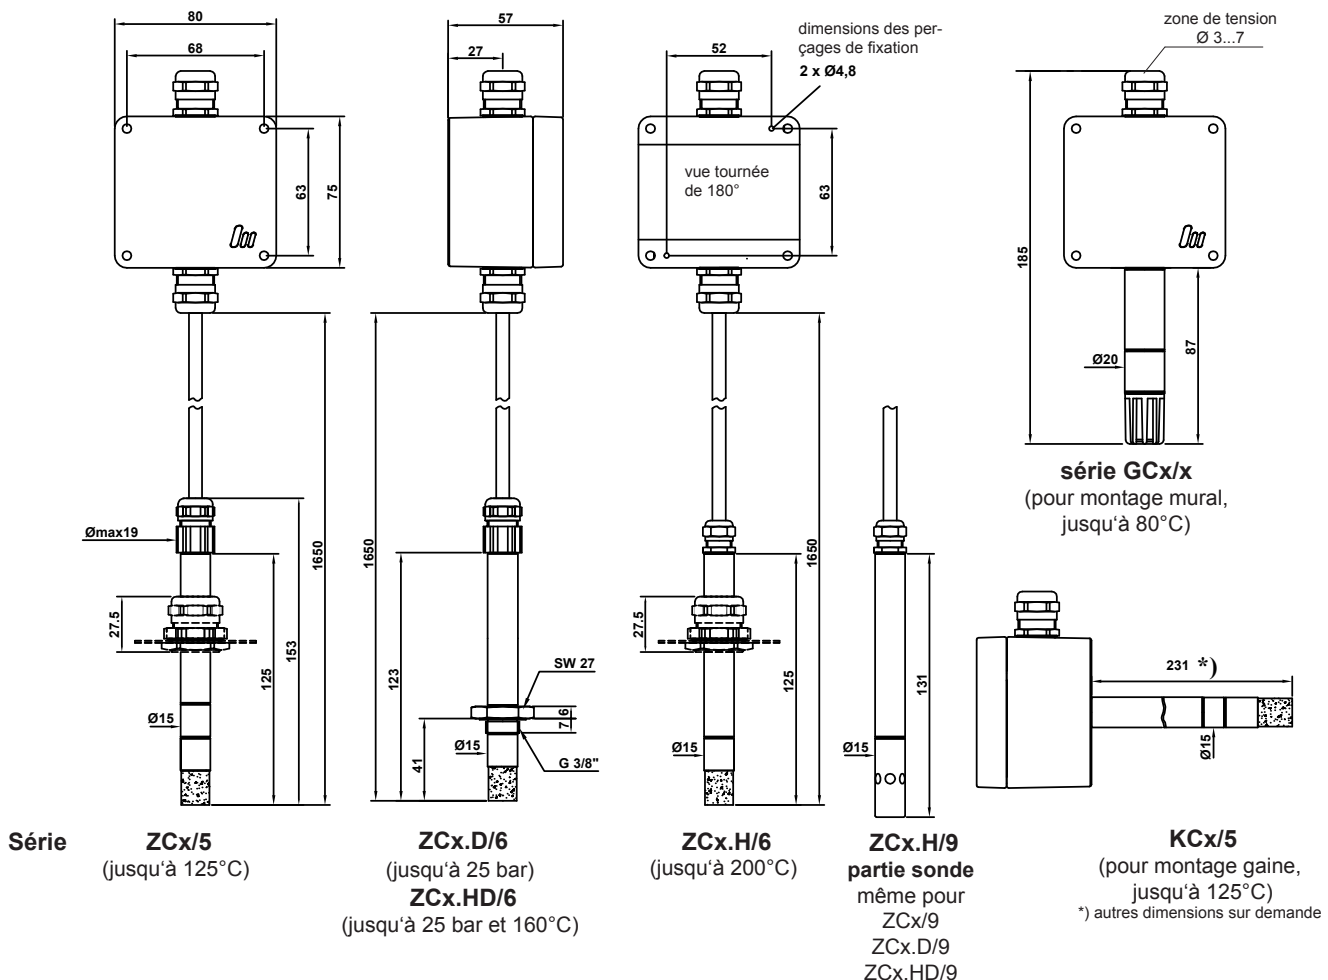 80
68
57
27
52
dimensions des per-
çages de fixation
2 x Ø4,8
zone de tension
Ø 3...7
63
75
vue tournée
de 180°
63
185
87
Ø20
série GCx/x
(pour montage mural,
jusqu‘à 80°C)
Ømax19
27.5
Ø15
125
153
1650
1650
123
41
Ø15
SW 27
7.6
G 3/8"
27.5
Ø15
125
1650
Ø15
131
231 *)
Ø15
Série
ZCx/5
(jusqu‘à 125°C)
ZCx.D/6
(jusqu‘à 25 bar)
ZCx.HD/6
(jusqu‘à 25 bar et 160°C)
ZCx.H/6
(jusqu‘à 200°C)
ZCx.H/9
partie sonde
même pour
ZCx/9
ZCx.D/9
ZCx.HD/9
KCx/5
(pour montage gaine,
jusqu‘à 125°C)
*) autres dimensions sur demande